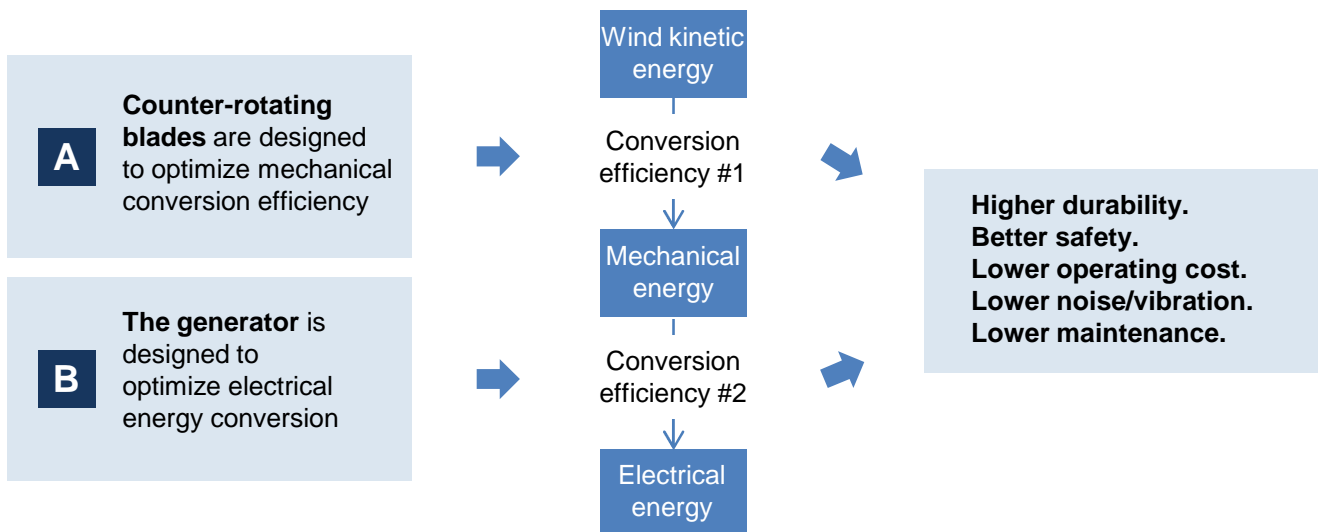 A
Counter-rotating
blades are designed
to optimize mechanical
conversion efficiency
B
The generator is
designed to
optimize electrical
energy conversion
Wind kinetic
energy
Conversion
efficiency #1
Mechanical
energy
Conversion
efficiency #2
Electrical
energy
Higher durability.
Better safety.
Lower operating cost.
Lower noise/vibration.
Lower maintenance.